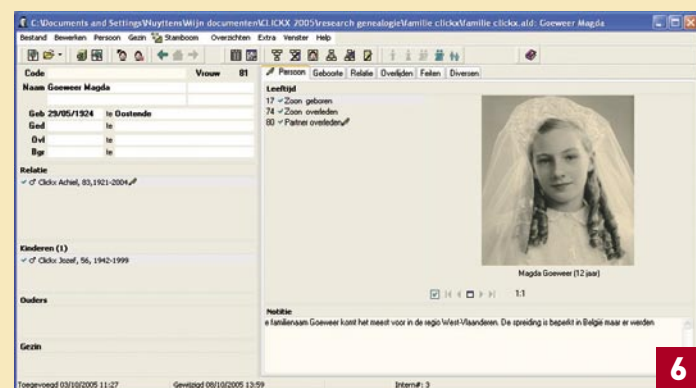 C:\Documents and Settings\Nuyttens\Mijn documenten\CLICKX 2005\research genealogie\familie clickx\familie clickx.ald: Goeweer Magda
Bestand Bewerken Persoon Gezin Stamboom Overzichten Extra Venster Help
Code Vrouw 81
Naam Goeweer Magda
Geb 29/05/1924 te Oostende
Ged te
Ovl te
Bgr te
Relatie
Clickx Achiel, 83,1921-2004
Kinderen (1)
Clickx Jozef, 56, 1942-1999
Ouders
Gezin
Persoon Geboorte Relatie Overlijden Feiten Diversen
Leeftijd
17 Zoon geboren
74 Zoon overleden
80 Partner overleden
Magda Goeweer (12 jaar)
1:1
Notitie
e familienaam Goeweer komt het meest voor in de regio West-Vlaanderen. De spreiding is beperkt in België maar er werden
Toegevoegd 03/10/2005 11:27 Gewijzigd 08/10/2005 13:59 Intern#: 3
6